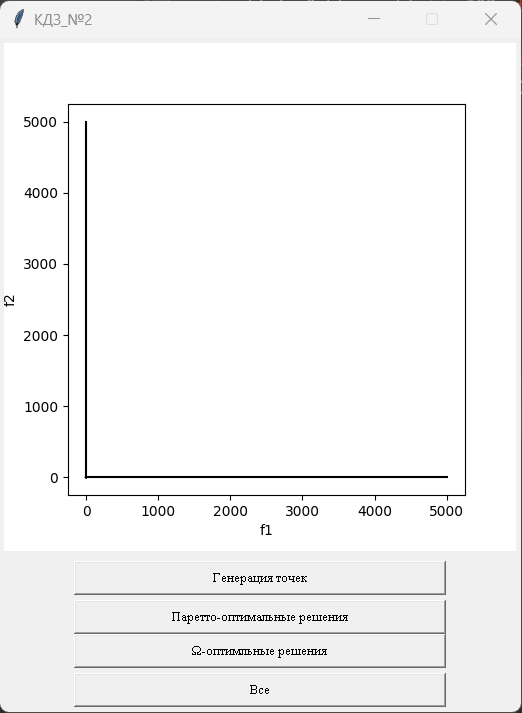 КДЗ_№2
5000
4000
3000
2000
1000
0
f2
0 1000 2000 3000 4000 5000
f1
Генерация точек
Паретто-оптимальные решения
Ω-оптимльные решения
Все